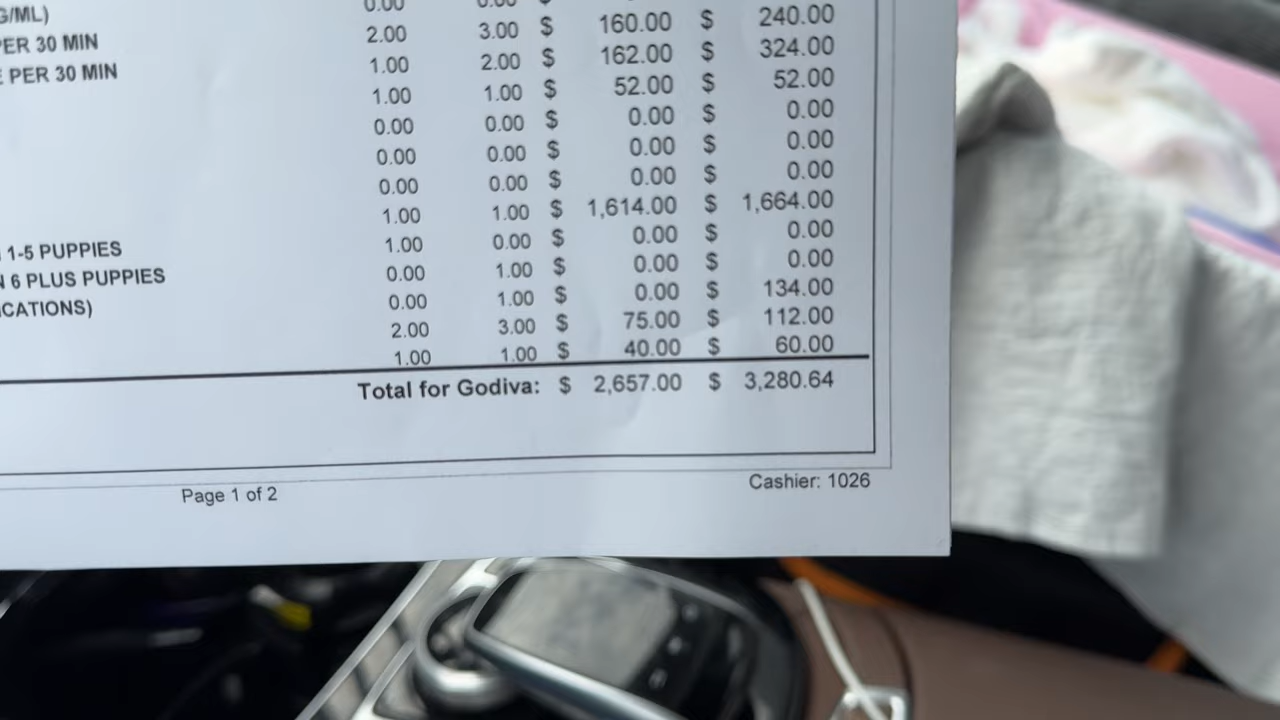 G/ML) 0.00 0.00 $
PER 30 MIN 2.00 3.00 $ 160.00 $ 240.00
E PER 30 MIN 1.00 2.00 $ 162.00 $ 324.00
1.00 1.00 $ 52.00 $ 52.00
0.00 0.00 $ 0.00 $ 0.00
0.00 0.00 $ 0.00 $ 0.00
0.00 0.00 $ 0.00 $ 0.00
1.00 1.00 $ 1,614.00 $ 1,664.00
1-5 PUPPIES 1.00 0.00 $ 0.00 $ 0.00
N 6 PLUS PUPPIES 0.00 1.00 $ 0.00 $ 0.00
ICATIONS) 0.00 1.00 $ 0.00 $ 134.00
2.00 3.00 $ 75.00 $ 112.00
1.00 1.00 $ 40.00 $ 60.00
Total for Godiva: $ 2,657.00 $ 3,280.64
Page 1 of 2 Cashier: 1026